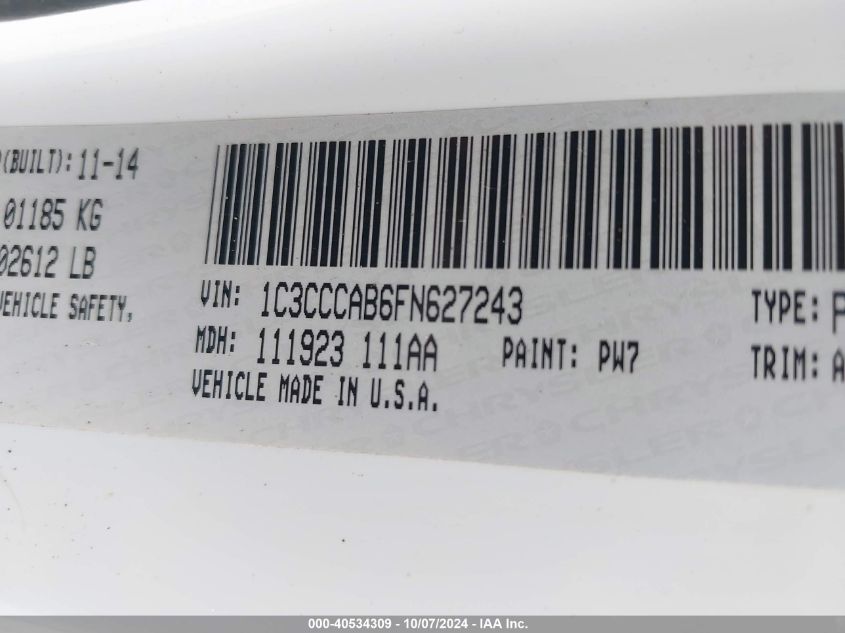 (BUILT): 11-14
01185 KG
02612 LB
VEHICLE SAFETY,
VIN: 1C3CCCAB6FN627243 TYPE:
MDH: 111923 111AA PAINT: PW7 TRIM: A
VEHICLE MADE IN U.S.A.
CHRYSLER
000-40534309 - 10/07/2024 - IAA Inc.